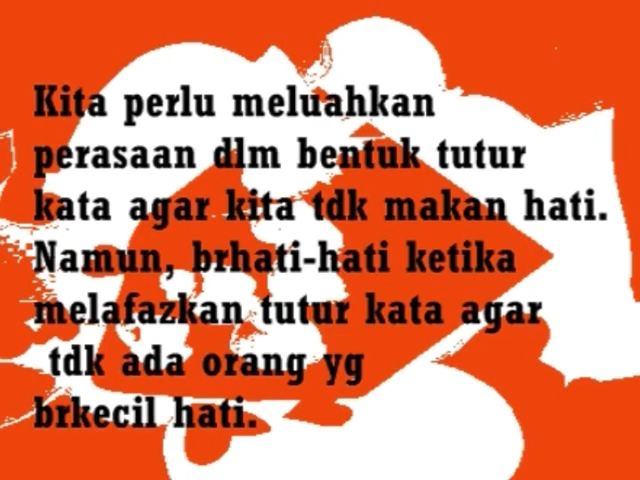 Kita perlu meluahkan
perasaan dlm bentuk tutur
kata agar kita tdk makan hati.
Namun, brhati-hati ketika
melafazkan tutur kata agar
tdk ada orang yg
brkecil hati.